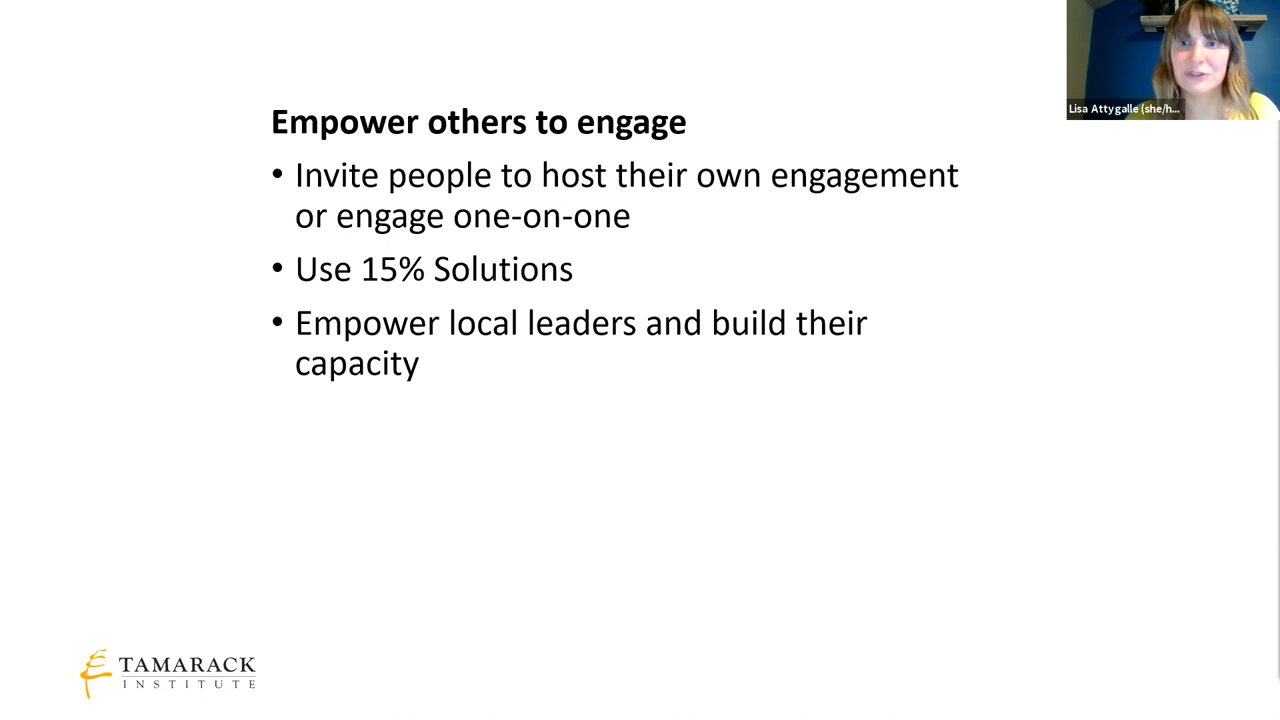 Lisa Attygalle (she/h...
Empower others to engage
• Invite people to host their own engagement
or engage one-on-one
• Use 15% Solutions
• Empower local leaders and build their
capacity
TAMARACK
INSTITUTE